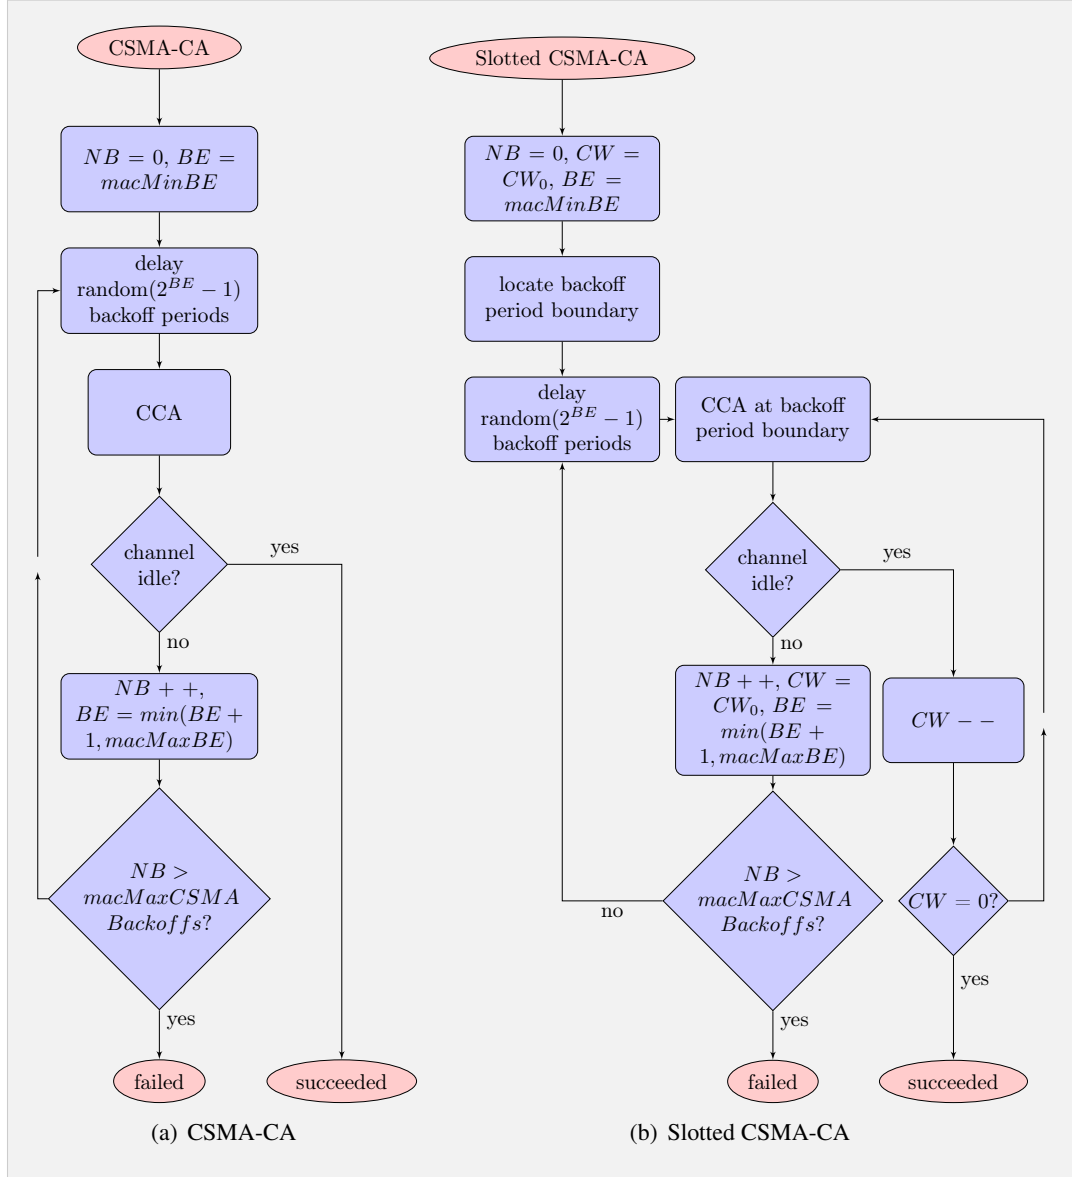 CSMA-CA
NB = 0, BE =
macMinBE
delay
random(2^{BE} − 1)
backoff periods
CCA
channel
idle?
yes
no
NB + +,
BE = min(BE +
1, macMaxBE)
NB >
macMaxCSMA
Backoffs?
yes
failed
succeeded
(a) CSMA-CA
Slotted CSMA-CA
NB = 0, CW =
CW_0, BE =
macMinBE
locate backoff
period boundary
delay
random(2^{BE} − 1)
backoff periods
CCA at backoff
period boundary
channel
idle?
yes
no
NB + +, CW =
CW_0, BE =
min(BE +
1, macMaxBE)
CW − −
NB >
macMaxCSMA
Backoffs?
no
CW = 0?
yes
yes
failed
succeeded
(b) Slotted CSMA-CA